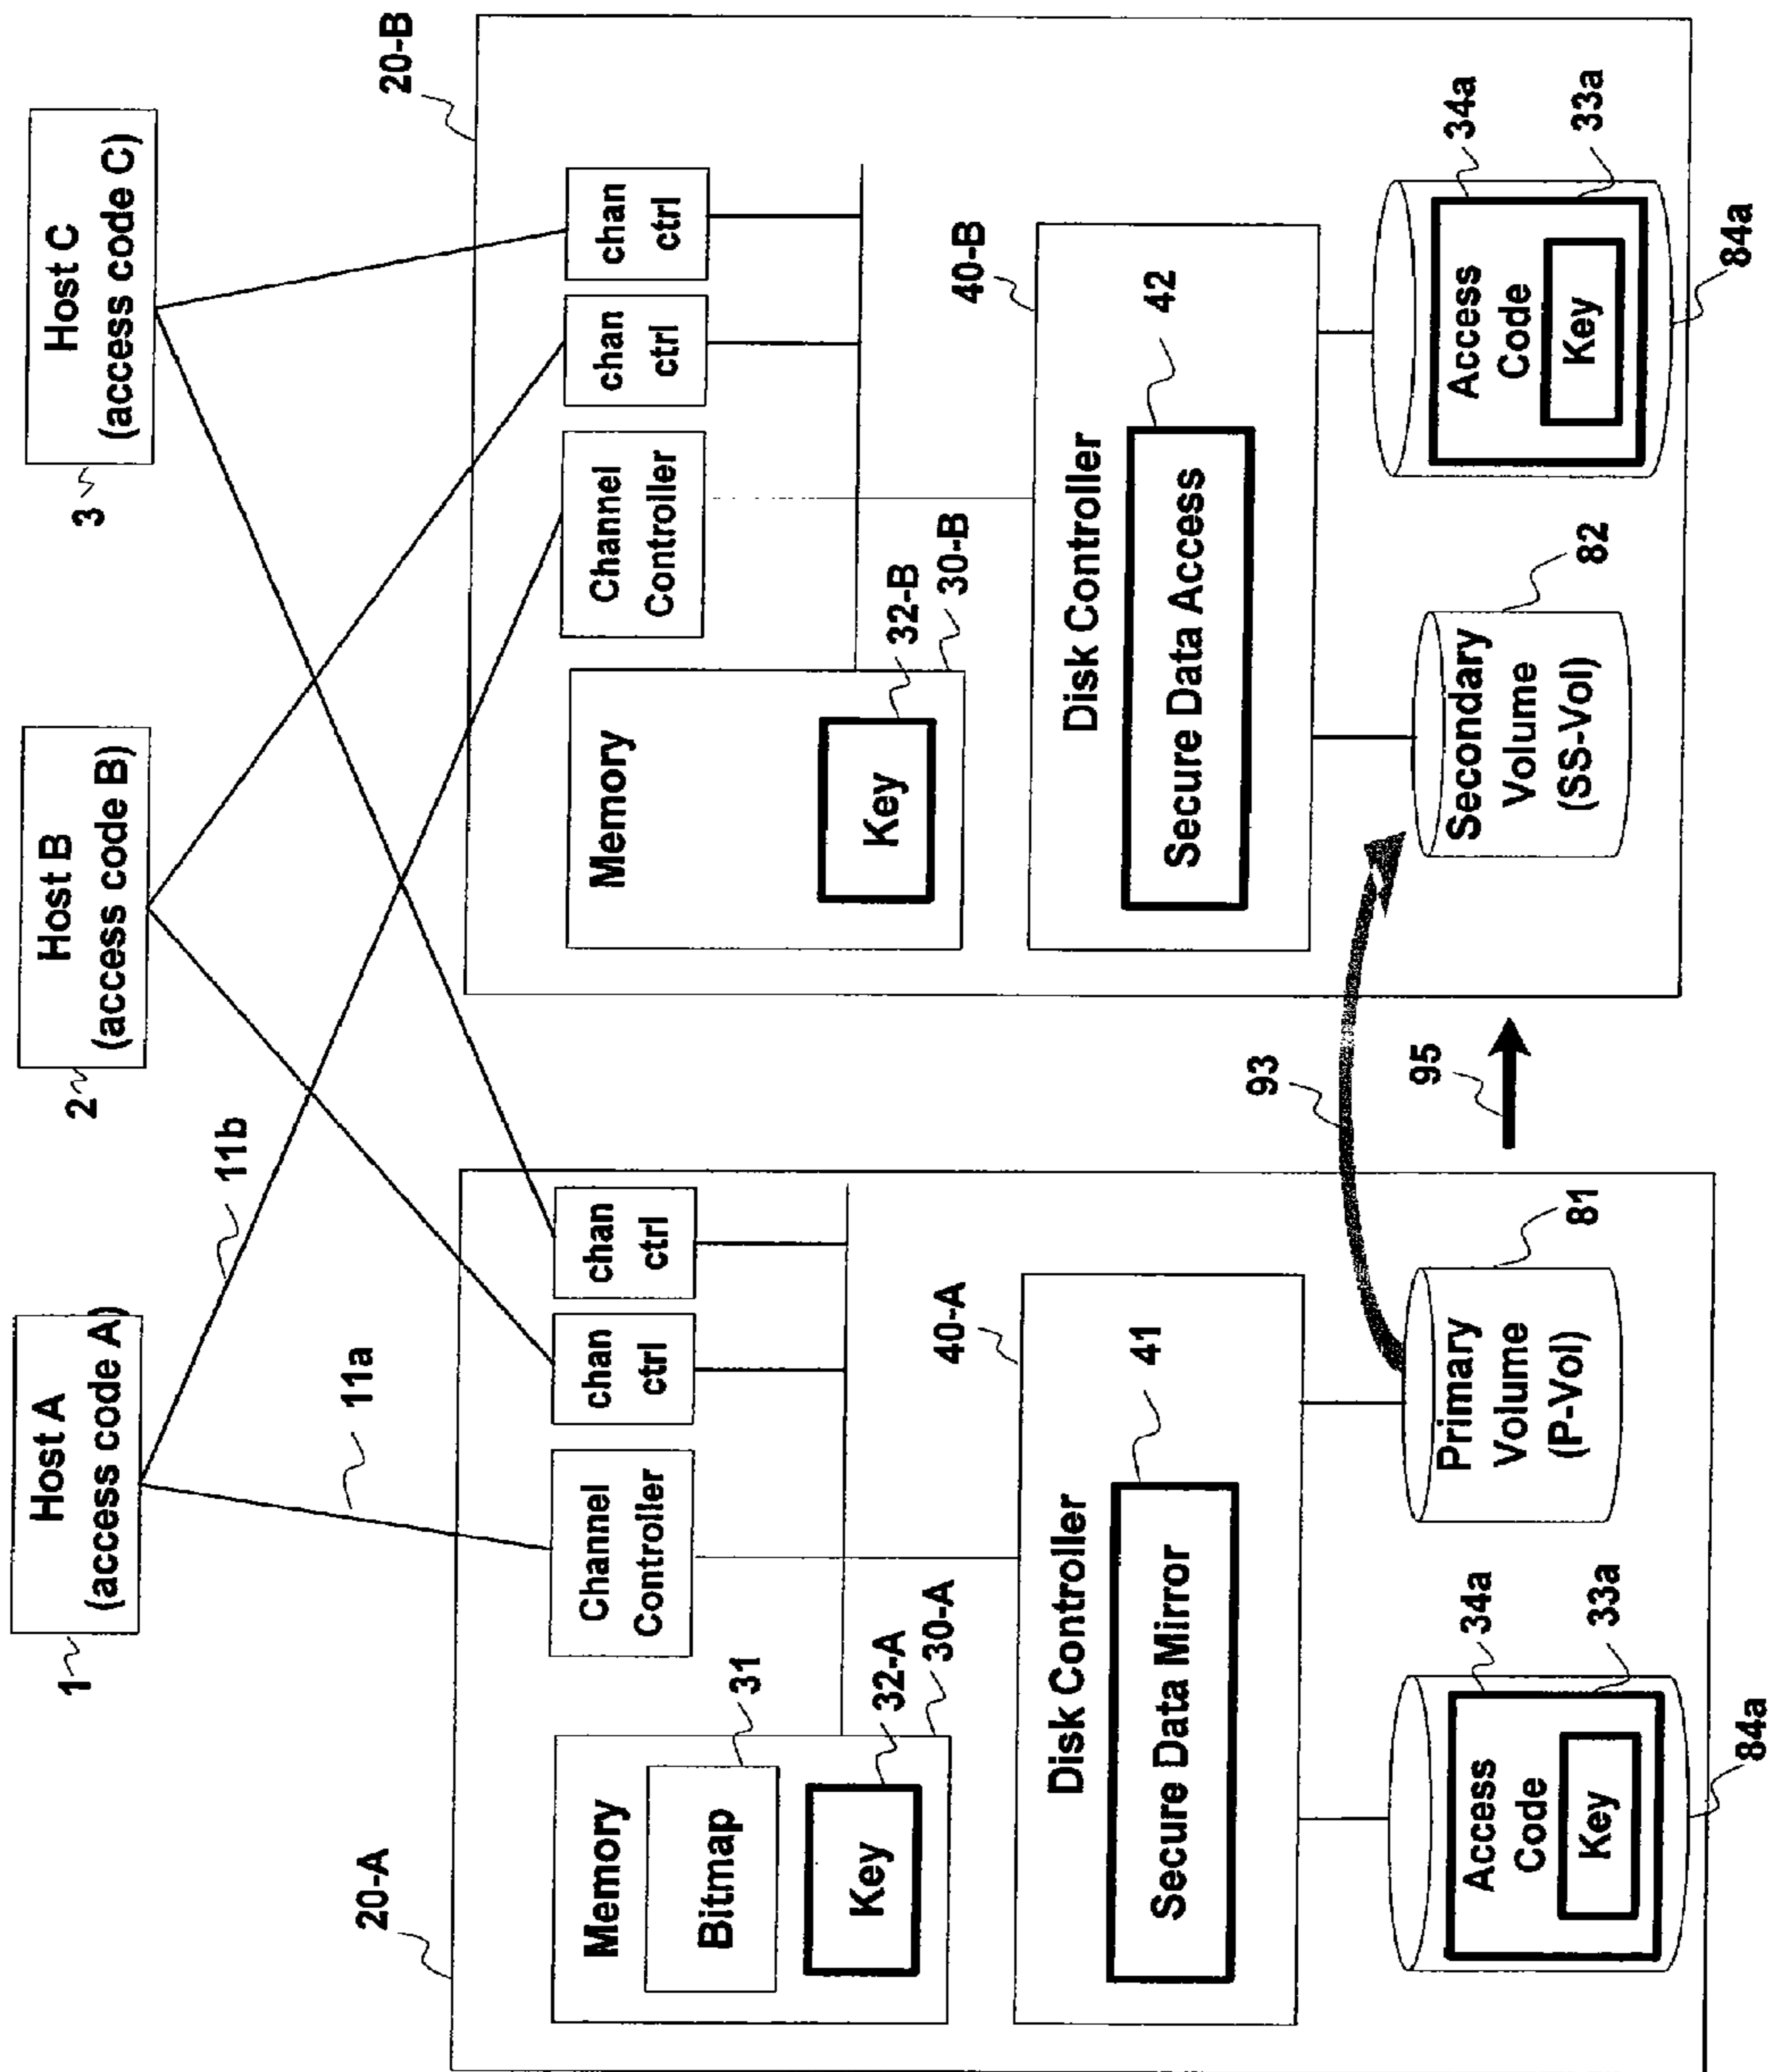 Host A
(access code A)
1
Host B
(access code B)
2
Host C
(access code C)
3
11a
11b
20-A
Channel
Controller
chan
ctrl
chan
ctrl
Memory
Bitmap
31
Key
32-A
30-A
40-A
Disk Controller
Secure Data Mirror
41
Access
Code
Key
34a
33a
84a
Primary
Volume
(P-Vol)
81
93
95
20-B
Channel
Controller
chan
ctrl
chan
ctrl
Memory
Key
32-B
30-B
40-B
Disk Controller
Secure Data Access
42
Secondary
Volume
(SS-Vol)
82
Access
Code
Key
34a
33a
84a